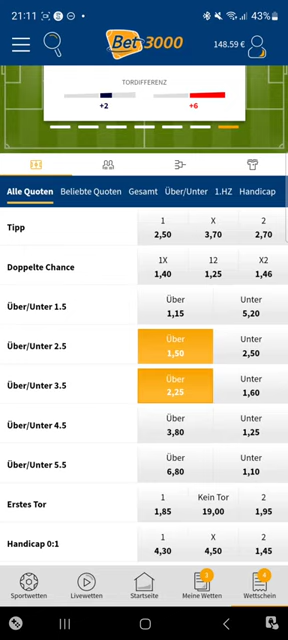 21:11 43%
Bet 3000 148.59 €
TORDIFFERENZ
+2 +6
Alle Quoten Beliebte Quoten Gesamt Über/Unter 1.HZ Handicap
Tipp 1 X 2
2,50 3,70 2,70
Doppelte Chance 1X 12 X2
1,40 1,25 1,46
Über/Unter 1.5 Über Unter
1,15 5,20
Über/Unter 2.5 Über Unter
1,50 2,50
Über/Unter 3.5 Über Unter
2,25 1,60
Über/Unter 4.5 Über Unter
3,80 1,25
Über/Unter 5.5 Über Unter
6,80 1,10
Erstes Tor 1 Kein Tor 2
1,85 19,00 1,95
Handicap 0:1 1 X 2
4,30 4,50 1,45
3 4
Sportwetten Livewetten Startseite Meine Wetten Wettschein